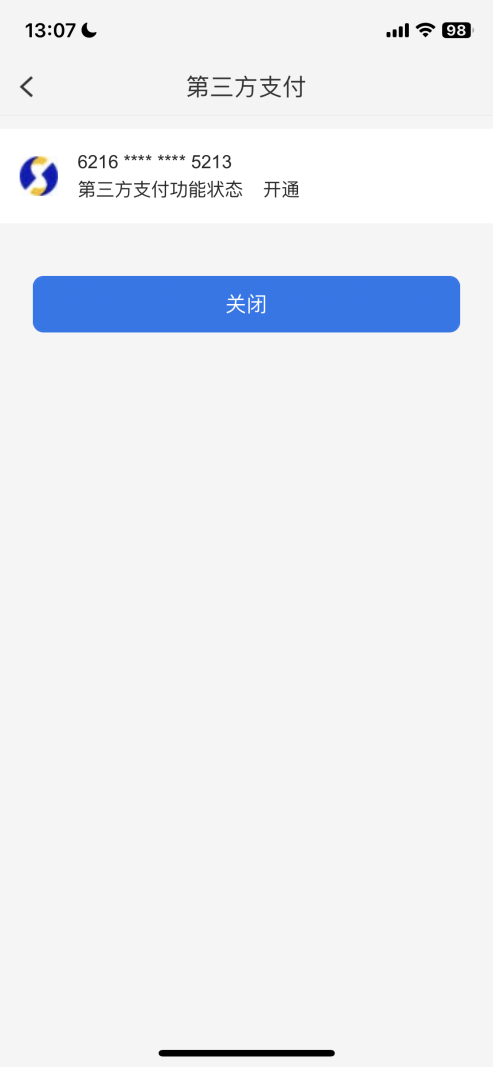 13:07
98
第三方支付
6216 **** **** 5213
第三方支付功能状态 开通
关闭